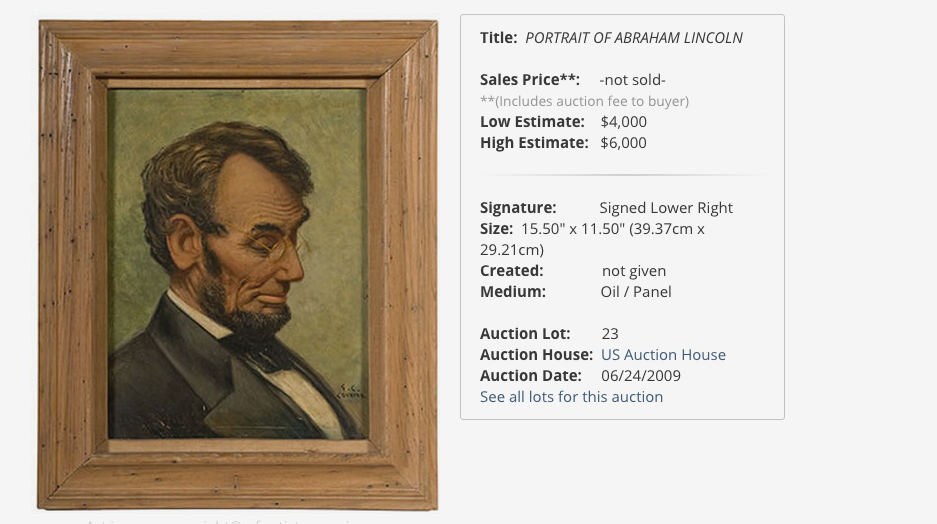 Title: PORTRAIT OF ABRAHAM LINCOLN
Sales Price**: -not sold-
**(Includes auction fee to buyer)
Low Estimate: $4,000
High Estimate: $6,000
Signature: Signed Lower Right
Size: 15.50" x 11.50" (39.37cm x
29.21cm)
Created: not given
Medium: Oil / Panel
Auction Lot: 23
Auction House: US Auction House
Auction Date: 06/24/2009
See all lots for this auction